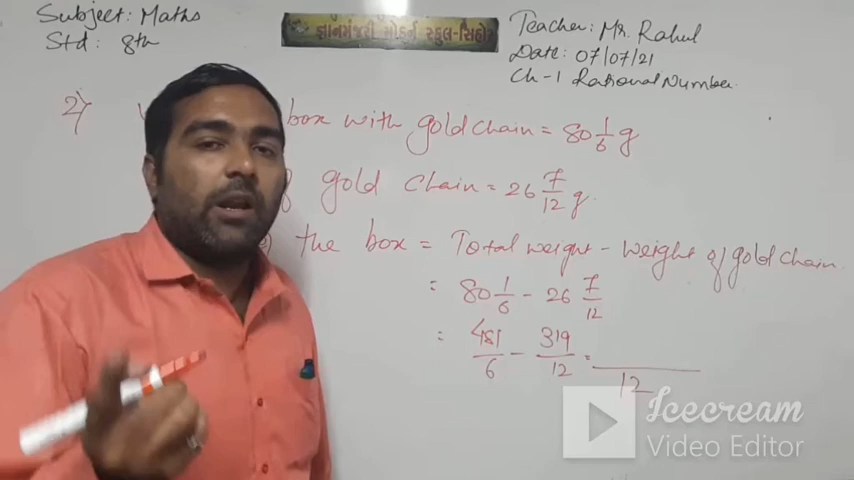 Subject: Maths
Std: 8th
જ્ઞાનમંજરી મોડર્ન સ્કુલ-સિહોર
Teacher: Mr. Rahul
Date: 07/07/21
Ch-1 Rational Number.
2) box with gold chain = 80 1/6 g
gold chain = 26 7/12 g.
the box = Total weight - weight of gold chain.
= 80 1/6 - 26 7/12
= 481/6 - 319/12 = /12
Icecream
Video Editor